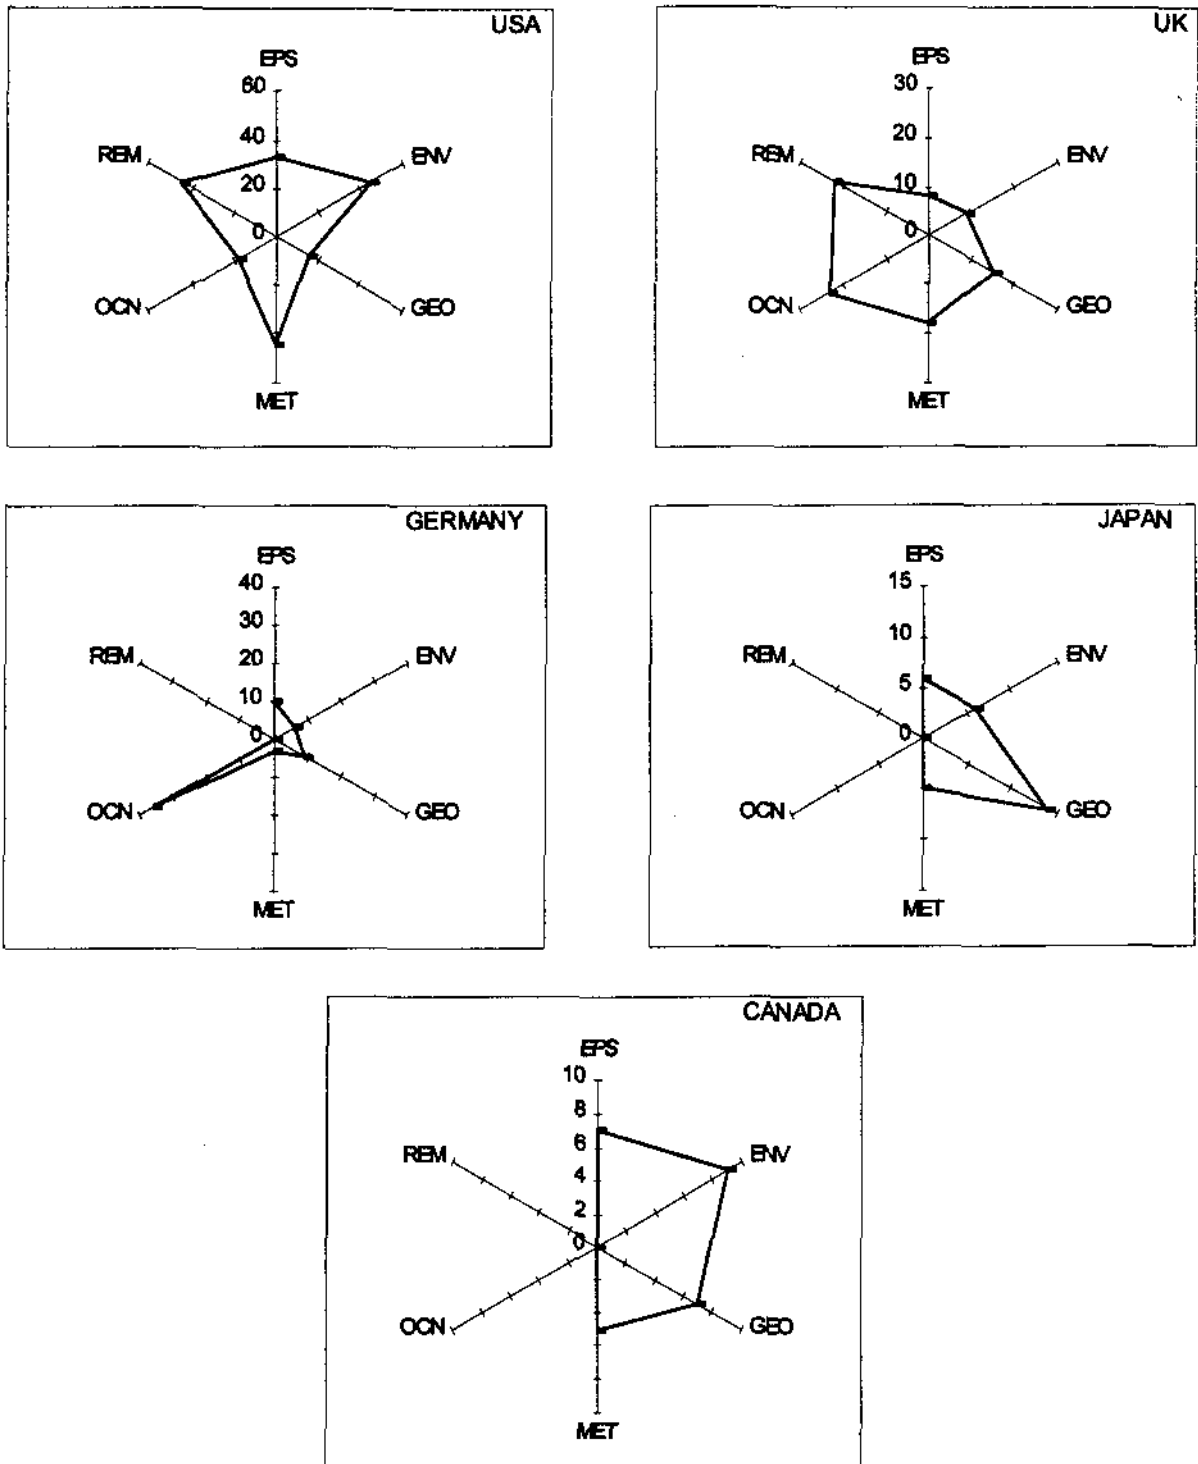 USA
EPS
60
40
20
0
REM
ENV
OCN
GEO
MET
UK
EPS
30
20
10
0
REM
ENV
OCN
GEO
MET
GERMANY
EPS
40
30
20
10
0
REM
ENV
OCN
GEO
MET
JAPAN
EPS
15
10
5
0
REM
ENV
OCN
GEO
MET
CANADA
EPS
10
8
6
4
2
0
REM
ENV
OCN
GEO
MET